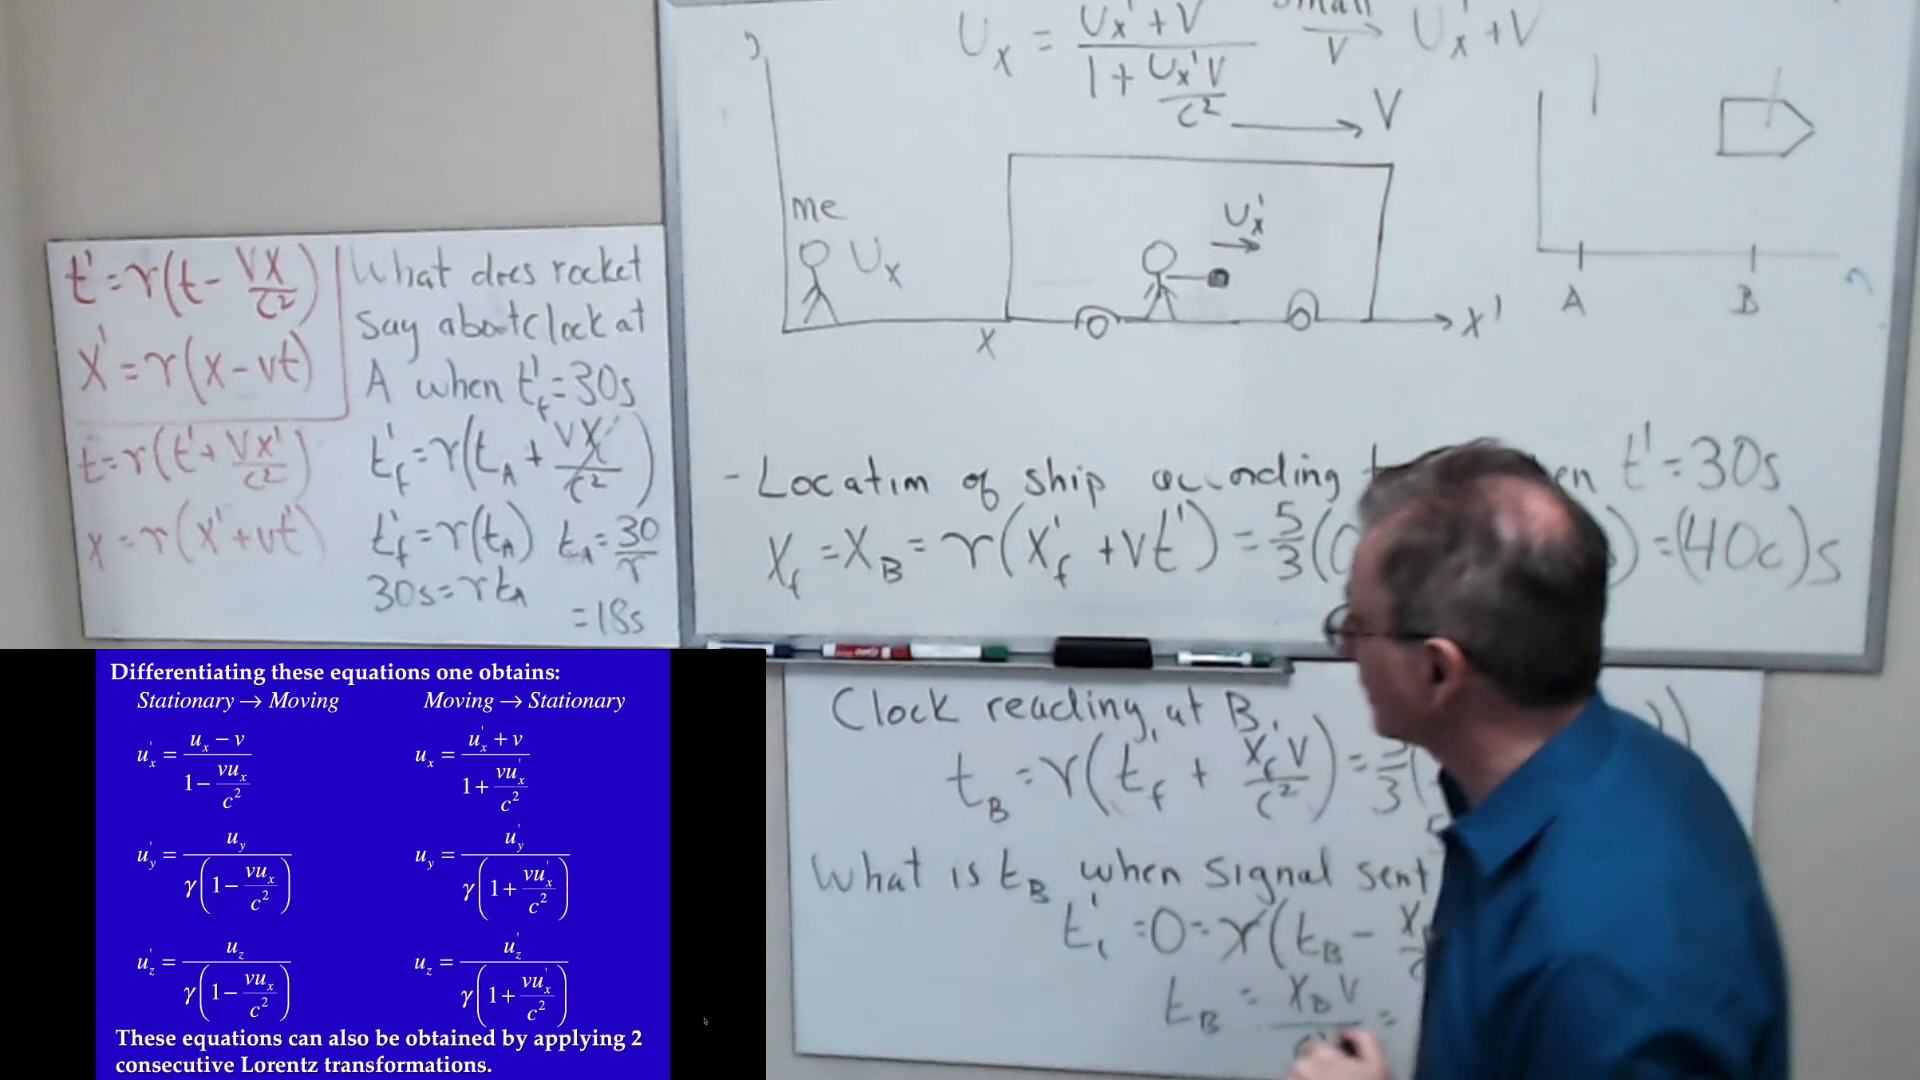 t' = γ(t - VX/c²)
X' = γ(x - vt)
t = γ(t' + Vx'/c²)
x = γ(x' + vt')
What does rocket
say about clock at
A when t'f = 30s
t'f = γ(tA + VX'/c²)
t'f = γ(tA) tA = 30/γ
30s = γtA
= 18s
Ux = (Ux' + V)/(1 + Ux'V/c²) small V → Ux' + V
V
me
Ux
Ux'
x
x'
A
B
- Location of ship according t' = 30s
Xf = XB = γ(X'f + vt') = 5/3(0 ) = (40c)s
Clock reading at B.
tB = γ(t'f + X'fV/c²) =
What is tB when signal sent
t'i = 0 = γ(tB -
tB = XBV
Differentiating these equations one obtains:
Stationary → Moving
Moving → Stationary
u'x = (ux - v)/(1 - vux/c²)
ux = (u'x + v)/(1 + vu'x/c²)
u'y = uy/γ(1 - vux/c²)
uy = u'y/γ(1 + vu'x/c²)
u'z = uz/γ(1 - vux/c²)
uz = u'z/γ(1 + vu'x/c²)
These equations can also be obtained by applying 2
consecutive Lorentz transformations.